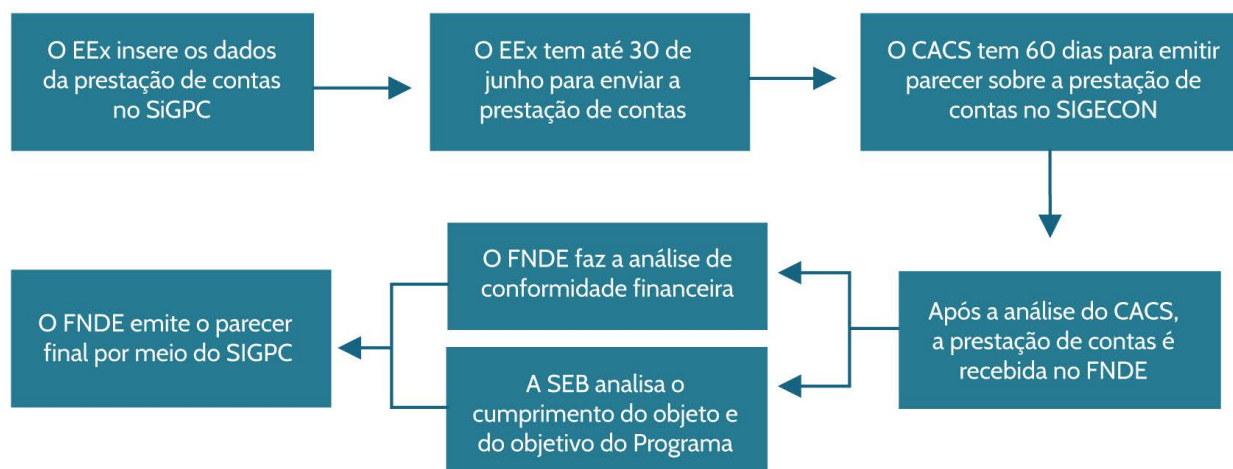 O EEx insere os dados
da prestação de contas
no SiGPC
O EEx tem até 30 de
junho para enviar a
prestação de contas
O CACS tem 60 dias para emitir
parecer sobre a prestação de
contas no SIGECON
Após a análise do CACS,
a prestação de contas é
recebida no FNDE
O FNDE faz a análise de
conformidade financeira
A SEB analisa o
cumprimento do objeto e
do objetivo do Programa
O FNDE emite o parecer
final por meio do SIGPC